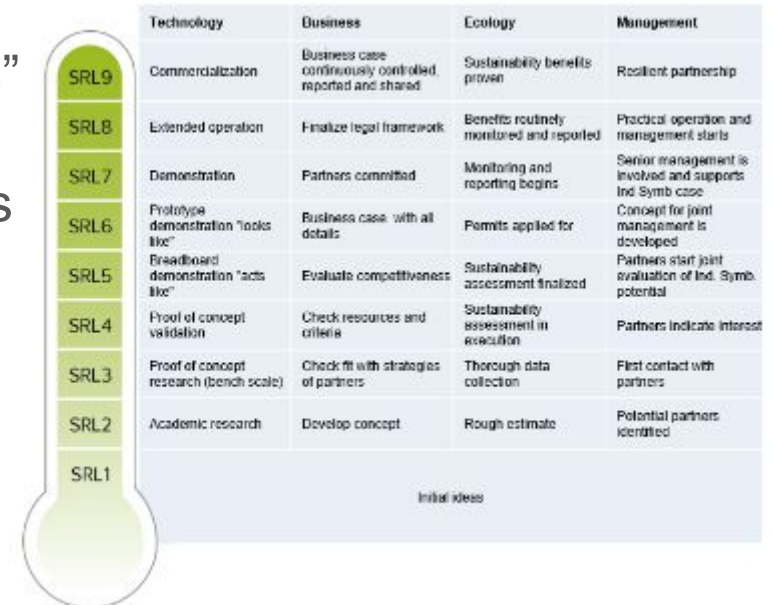 ”
s
Technology Business Ecology Management
SRL9
Commercialization
Business case
continuously controlled,
reported and shared
Sustainability benefits
proven
Resilient partnership
SRL8
Extended operation
Finalize legal framework
Benefits routinely
monitored and reported
Practical operation and
management starts
SRL7
Demonstration
Partners committed
Monitoring and
reporting begins
Senior management is
involved and supports
Ind Symb case
SRL6
Prototype
demonstration "looks
like"
Business case. with all
details
Permits applied for
Concept for joint
management is
developed
SRL5
Breadboard
demonstration "acts
like"
Evaluate competitiveness
Sustainability
assessment finalized
Partners start joint
evaluation of Ind. Symb.
potential
SRL4
Proof of concept
validation
Check resources and
criteria
Sustainability
assessment in
execution
Partners indicate interest
SRL3
Proof of concept
research (bench scale)
Check fit with strategies
of partners
Thorough data
collection
First contact with
partners
SRL2
Academic research
Develop concept
Rough estimate
Potential partners
identified
SRL1
Initial ideas